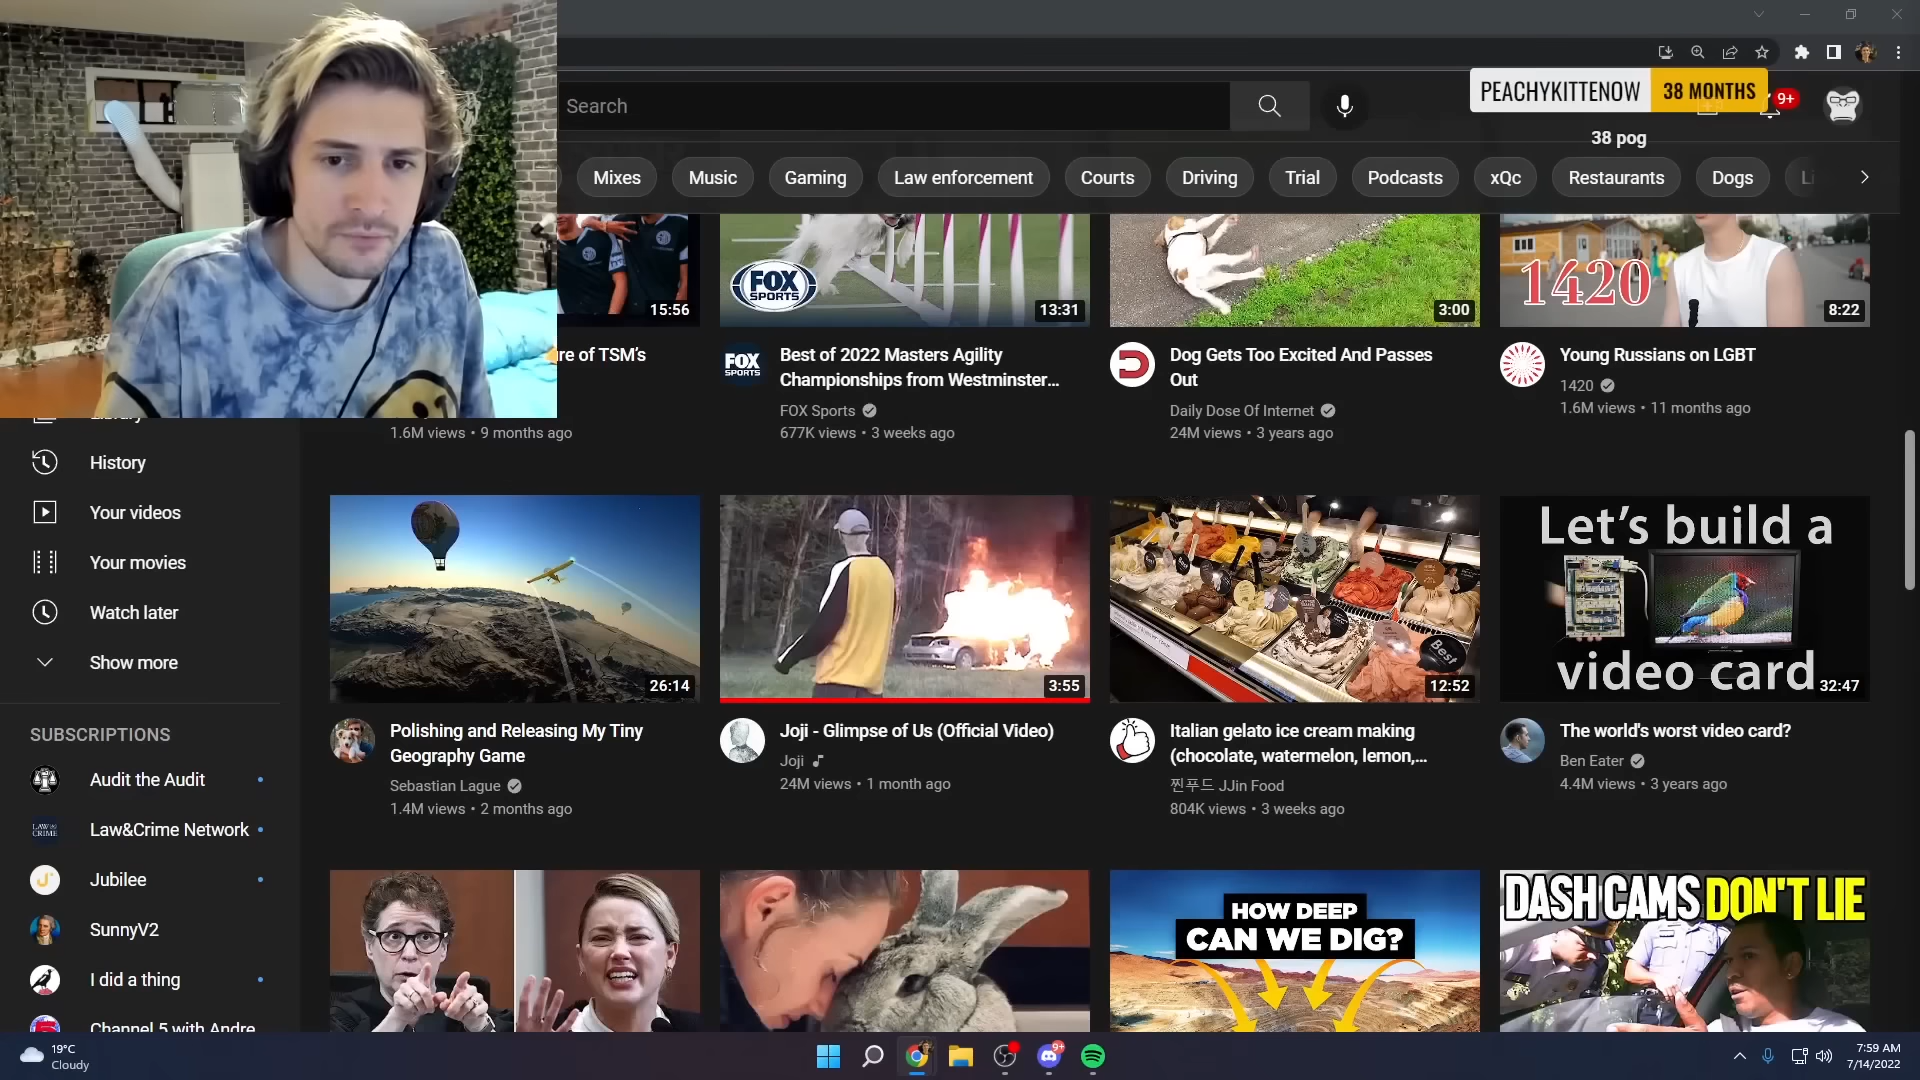 Search
PEACHYKITTENOW 38 MONTHS
9+
38 pog
Mixes
Music
Gaming
Law enforcement
Courts
Driving
Trial
Podcasts
xQc
Restaurants
Dogs
Li
15:56
FOX
SPORTS
13:31
3:00
1420
8:22
re of TSM's
1.6M views • 9 months ago
FOX
SPORTS
Best of 2022 Masters Agility
Championships from Westminster...
FOX Sports
677K views • 3 weeks ago
Dog Gets Too Excited And Passes
Out
Daily Dose Of Internet
24M views • 3 years ago
Young Russians on LGBT
1420
1.6M views • 11 months ago
Library
History
Your videos
Your movies
Watch later
Show more
SUBSCRIPTIONS
Audit the Audit
LAW &
CRIME
Law&Crime Network
Jubilee
SunnyV2
I did a thing
Channel 5 with Andre
26:14
3:55
Best
12:52
Let's build a
video card
32:47
Polishing and Releasing My Tiny
Geography Game
Sebastian Lague
1.4M views • 2 months ago
Joji - Glimpse of Us (Official Video)
Joji
24M views • 1 month ago
Italian gelato ice cream making
(chocolate, watermelon, lemon,...
찐푸드 JJin Food
804K views • 3 weeks ago
The world's worst video card?
Ben Eater
4.4M views • 3 years ago
HOW DEEP
CAN WE DIG?
DASH CAMS DON'T LIE
19°C
Cloudy
9+
7:59 AM
7/14/2022